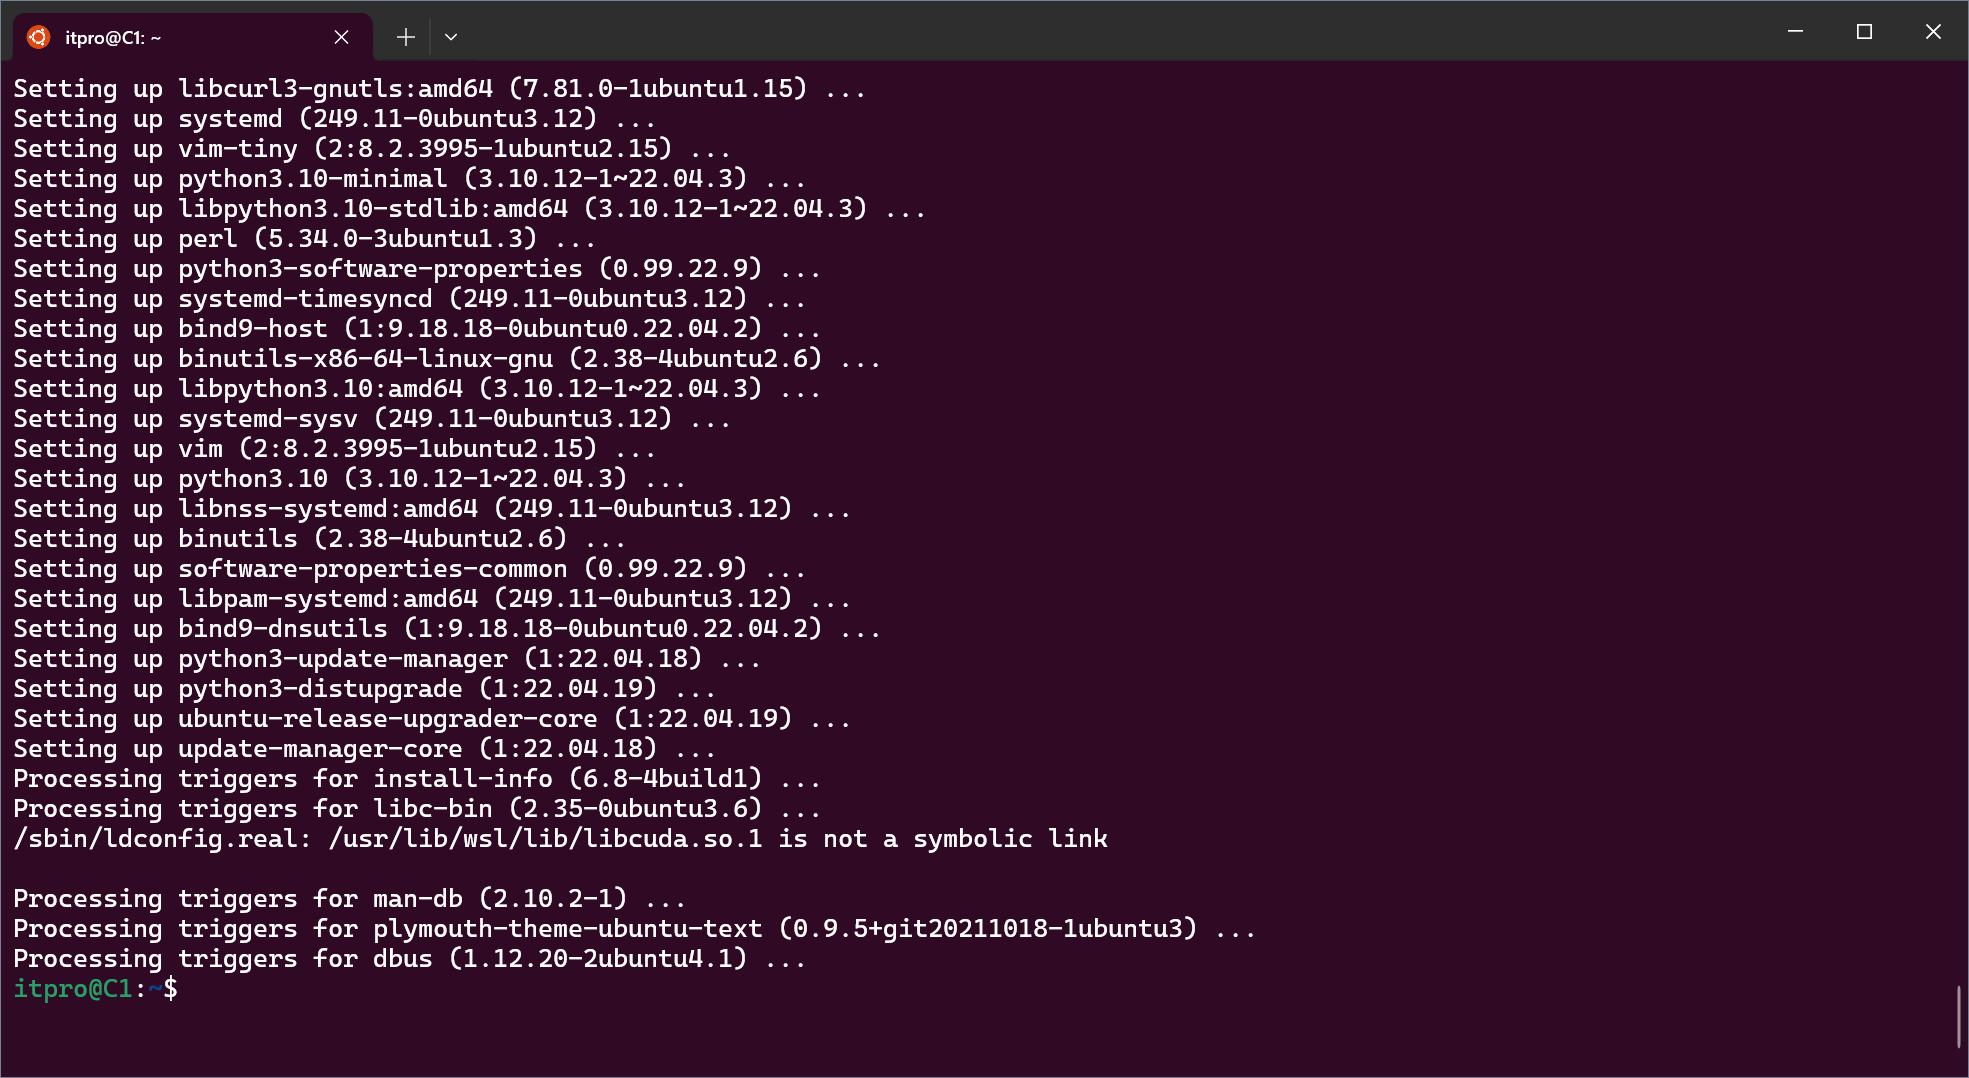 itpro@C1: ~
Setting up libcurl3-gnutls:amd64 (7.81.0-1ubuntu1.15) ...
Setting up systemd (249.11-0ubuntu3.12) ...
Setting up vim-tiny (2:8.2.3995-1ubuntu2.15) ...
Setting up python3.10-minimal (3.10.12-1~22.04.3) ...
Setting up libpython3.10-stdlib:amd64 (3.10.12-1~22.04.3) ...
Setting up perl (5.34.0-3ubuntu1.3) ...
Setting up python3-software-properties (0.99.22.9) ...
Setting up systemd-timesyncd (249.11-0ubuntu3.12) ...
Setting up bind9-host (1:9.18.18-0ubuntu0.22.04.2) ...
Setting up binutils-x86-64-linux-gnu (2.38-4ubuntu2.6) ...
Setting up libpython3.10:amd64 (3.10.12-1~22.04.3) ...
Setting up systemd-sysv (249.11-0ubuntu3.12) ...
Setting up vim (2:8.2.3995-1ubuntu2.15) ...
Setting up python3.10 (3.10.12-1~22.04.3) ...
Setting up libnss-systemd:amd64 (249.11-0ubuntu3.12) ...
Setting up binutils (2.38-4ubuntu2.6) ...
Setting up software-properties-common (0.99.22.9) ...
Setting up libpam-systemd:amd64 (249.11-0ubuntu3.12) ...
Setting up bind9-dnsutils (1:9.18.18-0ubuntu0.22.04.2) ...
Setting up python3-update-manager (1:22.04.18) ...
Setting up python3-distupgrade (1:22.04.19) ...
Setting up ubuntu-release-upgrader-core (1:22.04.19) ...
Setting up update-manager-core (1:22.04.18) ...
Processing triggers for install-info (6.8-4build1) ...
Processing triggers for libc-bin (2.35-0ubuntu3.6) ...
/sbin/ldconfig.real: /usr/lib/wsl/lib/libcuda.so.1 is not a symbolic link
Processing triggers for man-db (2.10.2-1) ...
Processing triggers for plymouth-theme-ubuntu-text (0.9.5+git20211018-1ubuntu3) ...
Processing triggers for dbus (1.12.20-2ubuntu4.1) ...
itpro@C1:~$